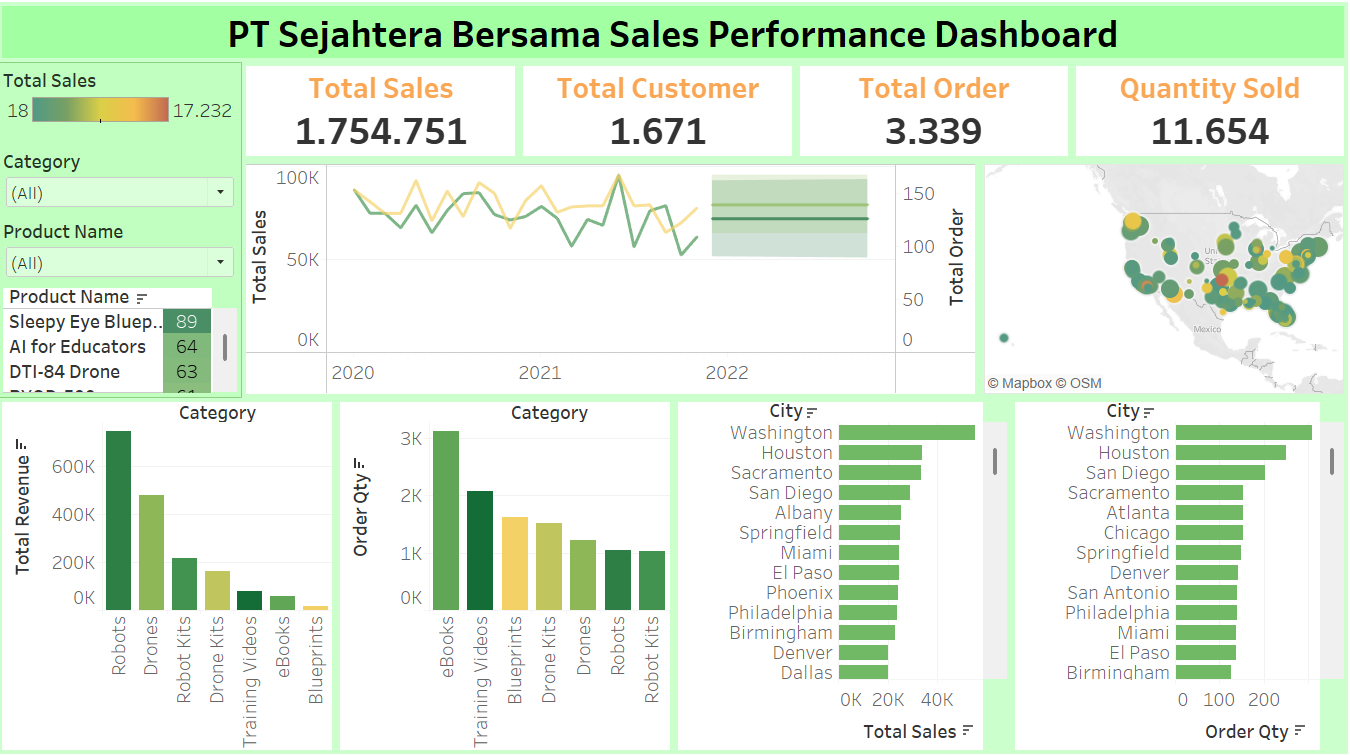 PT Sejahtera Bersama Sales Performance Dashboard
Total Sales
18 17.232
Category
(All)
Product Name
(All)
Product Name
Sleepy Eye Bluep.. 89
AI for Educators 64
DTI-84 Drone 63
Total Sales
1.754.751
Total Customer
1.671
Total Order
3.339
Quantity Sold
11.654
Total Sales
100K
50K
0K
2020 2021 2022
Total Order
150
100
50
0
Mexico
© Mapbox © OSM
Category
Total Revenue
600K
400K
200K
0K
Robots
Drones
Robot Kits
Drone Kits
Training Videos
eBooks
Blueprints
Category
Order Qty
3K
2K
1K
0K
eBooks
Training Videos
Blueprints
Drone Kits
Drones
Robots
Robot Kits
City
Washington
Houston
Sacramento
San Diego
Albany
Springfield
Miami
El Paso
Phoenix
Philadelphia
Birmingham
Denver
Dallas
0K 20K 40K
Total Sales
City
Washington
Houston
San Diego
Sacramento
Atlanta
Chicago
Springfield
Denver
San Antonio
Philadelphia
Miami
El Paso
Birmingham
0 100 200
Order Qty